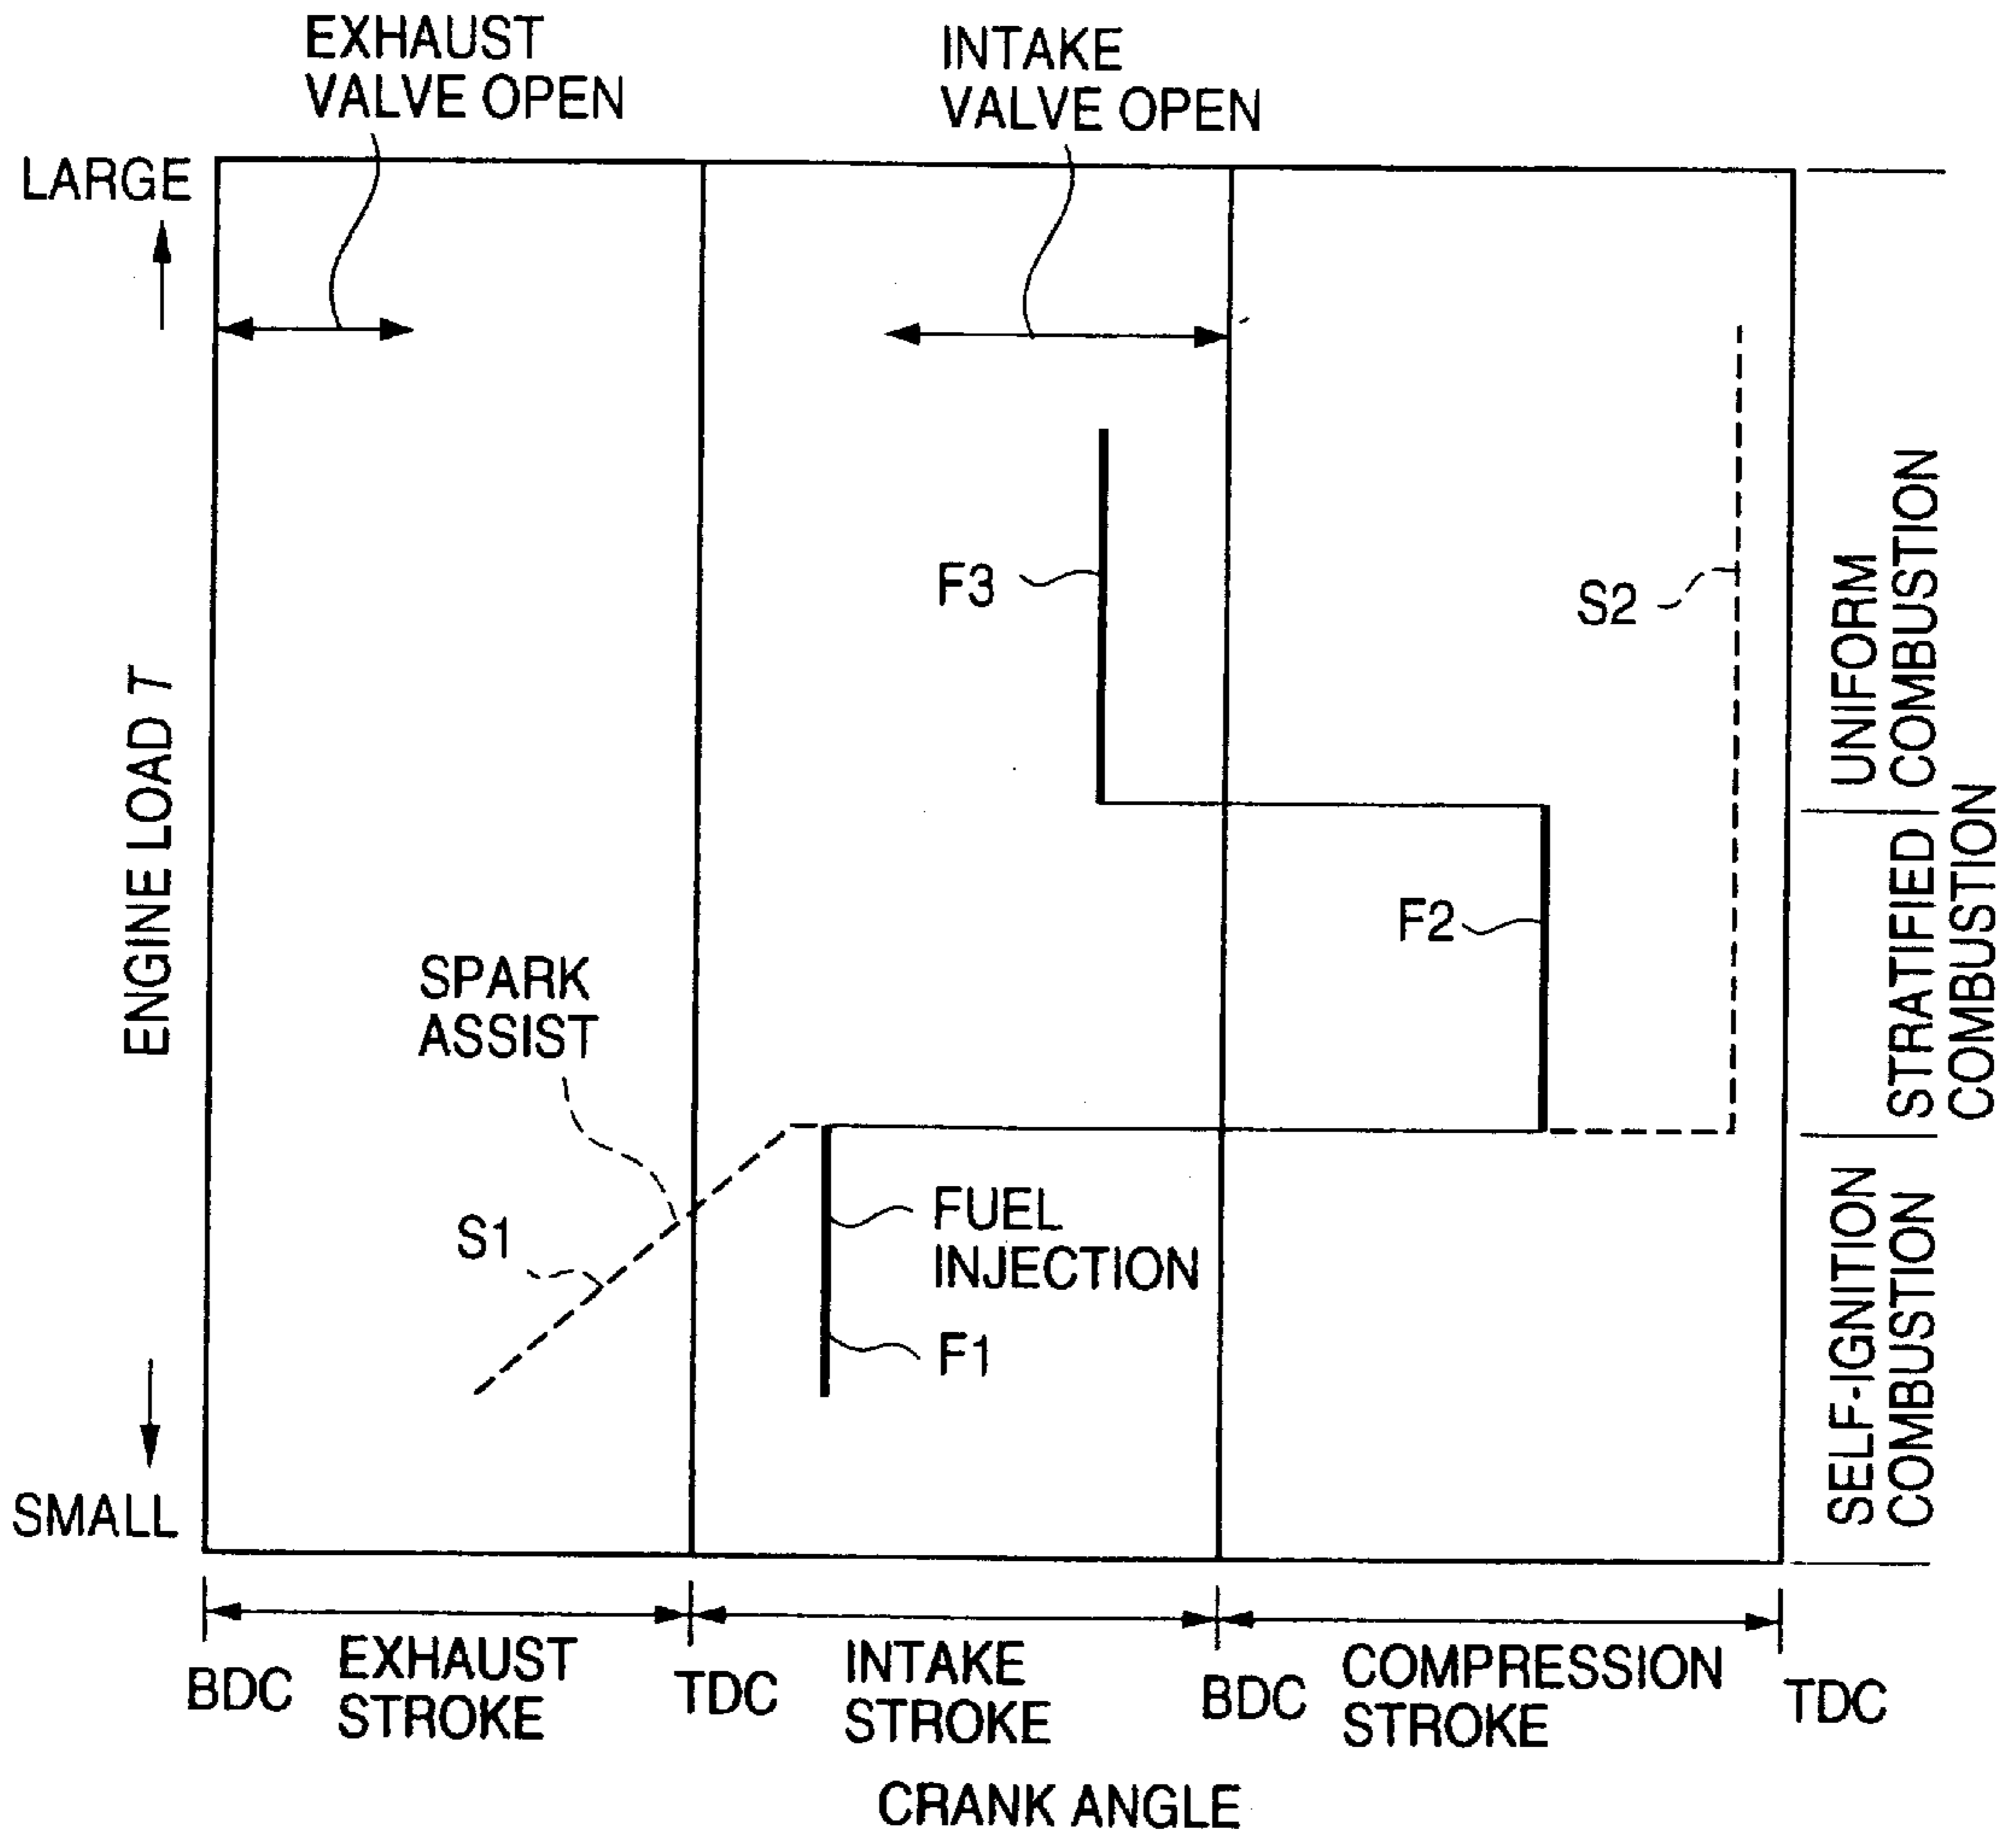 EXHAUST
VALVE OPEN
INTAKE
VALVE OPEN
LARGE
ENGINE LOAD T
SMALL
F3
S2
F2
SPARK
ASSIST
S1
FUEL
INJECTION
F1
UNIFORM
COMBUSTION
STRATIFIED
COMBUSTION
SELF-IGNITION
COMBUSTION
BDC
EXHAUST
STROKE
TDC
INTAKE
STROKE
BDC
COMPRESSION
STROKE
TDC
CRANK ANGLE